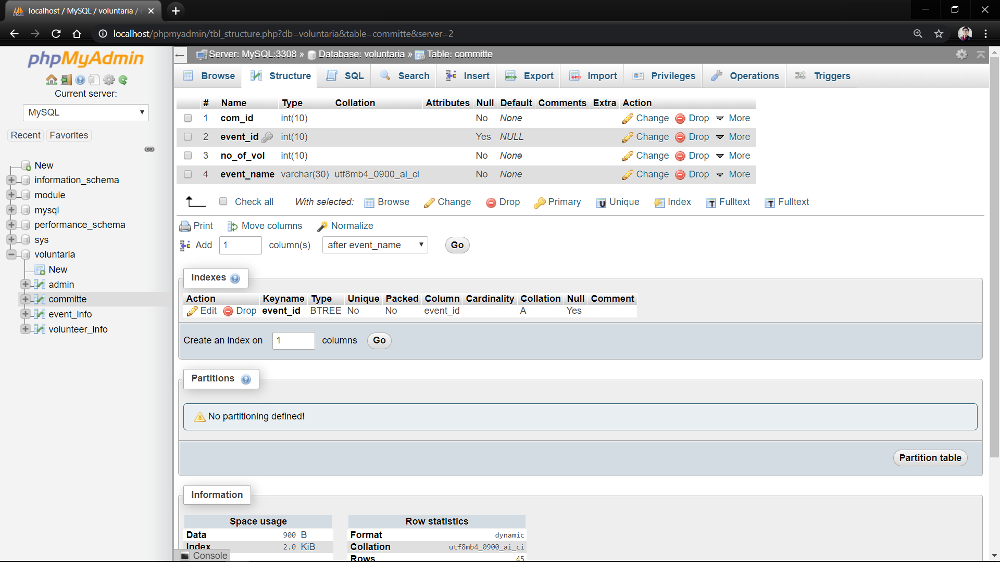 localhost / MySQL / voluntaria /
localhost/phpmyadmin/tbl_structure.php?db=voluntaria&table=committe&server=2
phpMyAdmin
Current server:
MySQL
Recent Favorites
New
information_schema
module
mysql
performance_schema
sys
voluntaria
New
admin
committe
event_info
volunteer_info
Server: MySQL:3308 » Database: voluntaria » Table: committe
Browse Structure SQL Search Insert Export Import Privileges Operations Triggers
# Name Type Collation Attributes Null Default Comments Extra Action
1 com_id int(10) No None Change Drop More
2 event_id int(10) Yes NULL Change Drop More
3 no_of_vol int(10) No None Change Drop More
4 event_name varchar(30) utf8mb4_0900_ai_ci No None Change Drop More
Check all With selected: Browse Change Drop Primary Unique Index Fulltext Fulltext
Print Move columns Normalize
Add 1 column(s) after event_name Go
Indexes
Action Keyname Type Unique Packed Column Cardinality Collation Null Comment
Edit Drop event_id BTREE No No event_id A Yes
Create an index on 1 columns Go
Partitions
No partitioning defined!
Partition table
Information
Space usage
Data 900 B
Index 2.0 KiB
Row statistics
Format dynamic
Collation utf8mb4_0900_ai_ci
Rows 45
Console